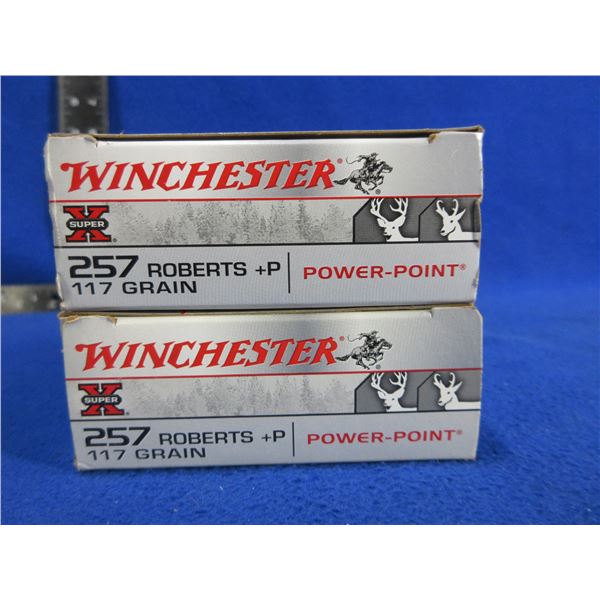 WINCHESTER®
SUPER X®
257 ROBERTS +P
117 GRAIN
POWER-POINT®
WINCHESTER®
SUPER X®
257 ROBERTS +P
117 GRAIN
POWER-POINT®